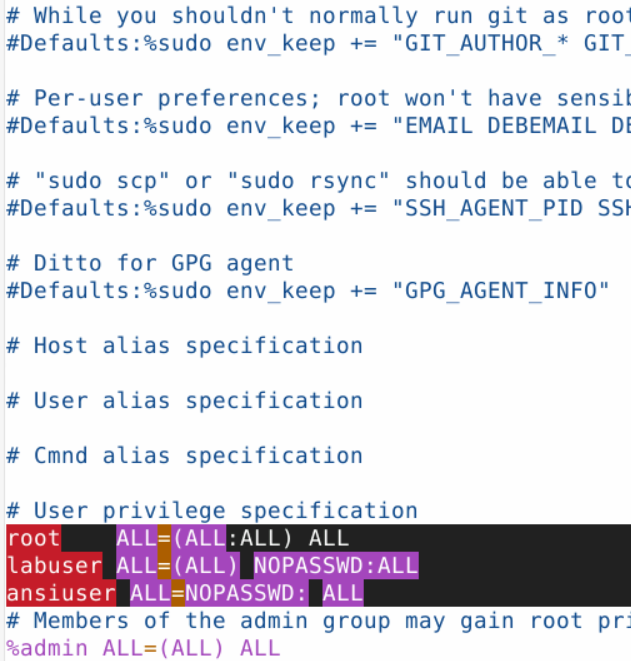 # While you shouldn't normally run git as root
#Defaults:%sudo env_keep += "GIT_AUTHOR_* GIT_
# Per-user preferences; root won't have sensib
#Defaults:%sudo env_keep += "EMAIL DEBEMAIL DE
# "sudo scp" or "sudo rsync" should be able to
#Defaults:%sudo env_keep += "SSH_AGENT_PID SSH
# Ditto for GPG agent
#Defaults:%sudo env_keep += "GPG_AGENT_INFO"
# Host alias specification
# User alias specification
# Cmnd alias specification
# User privilege specification
root    ALL=(ALL:ALL) ALL
labuser ALL=(ALL) NOPASSWD:ALL
ansiuser ALL=NOPASSWD: ALL
# Members of the admin group may gain root pri
%admin ALL=(ALL) ALL